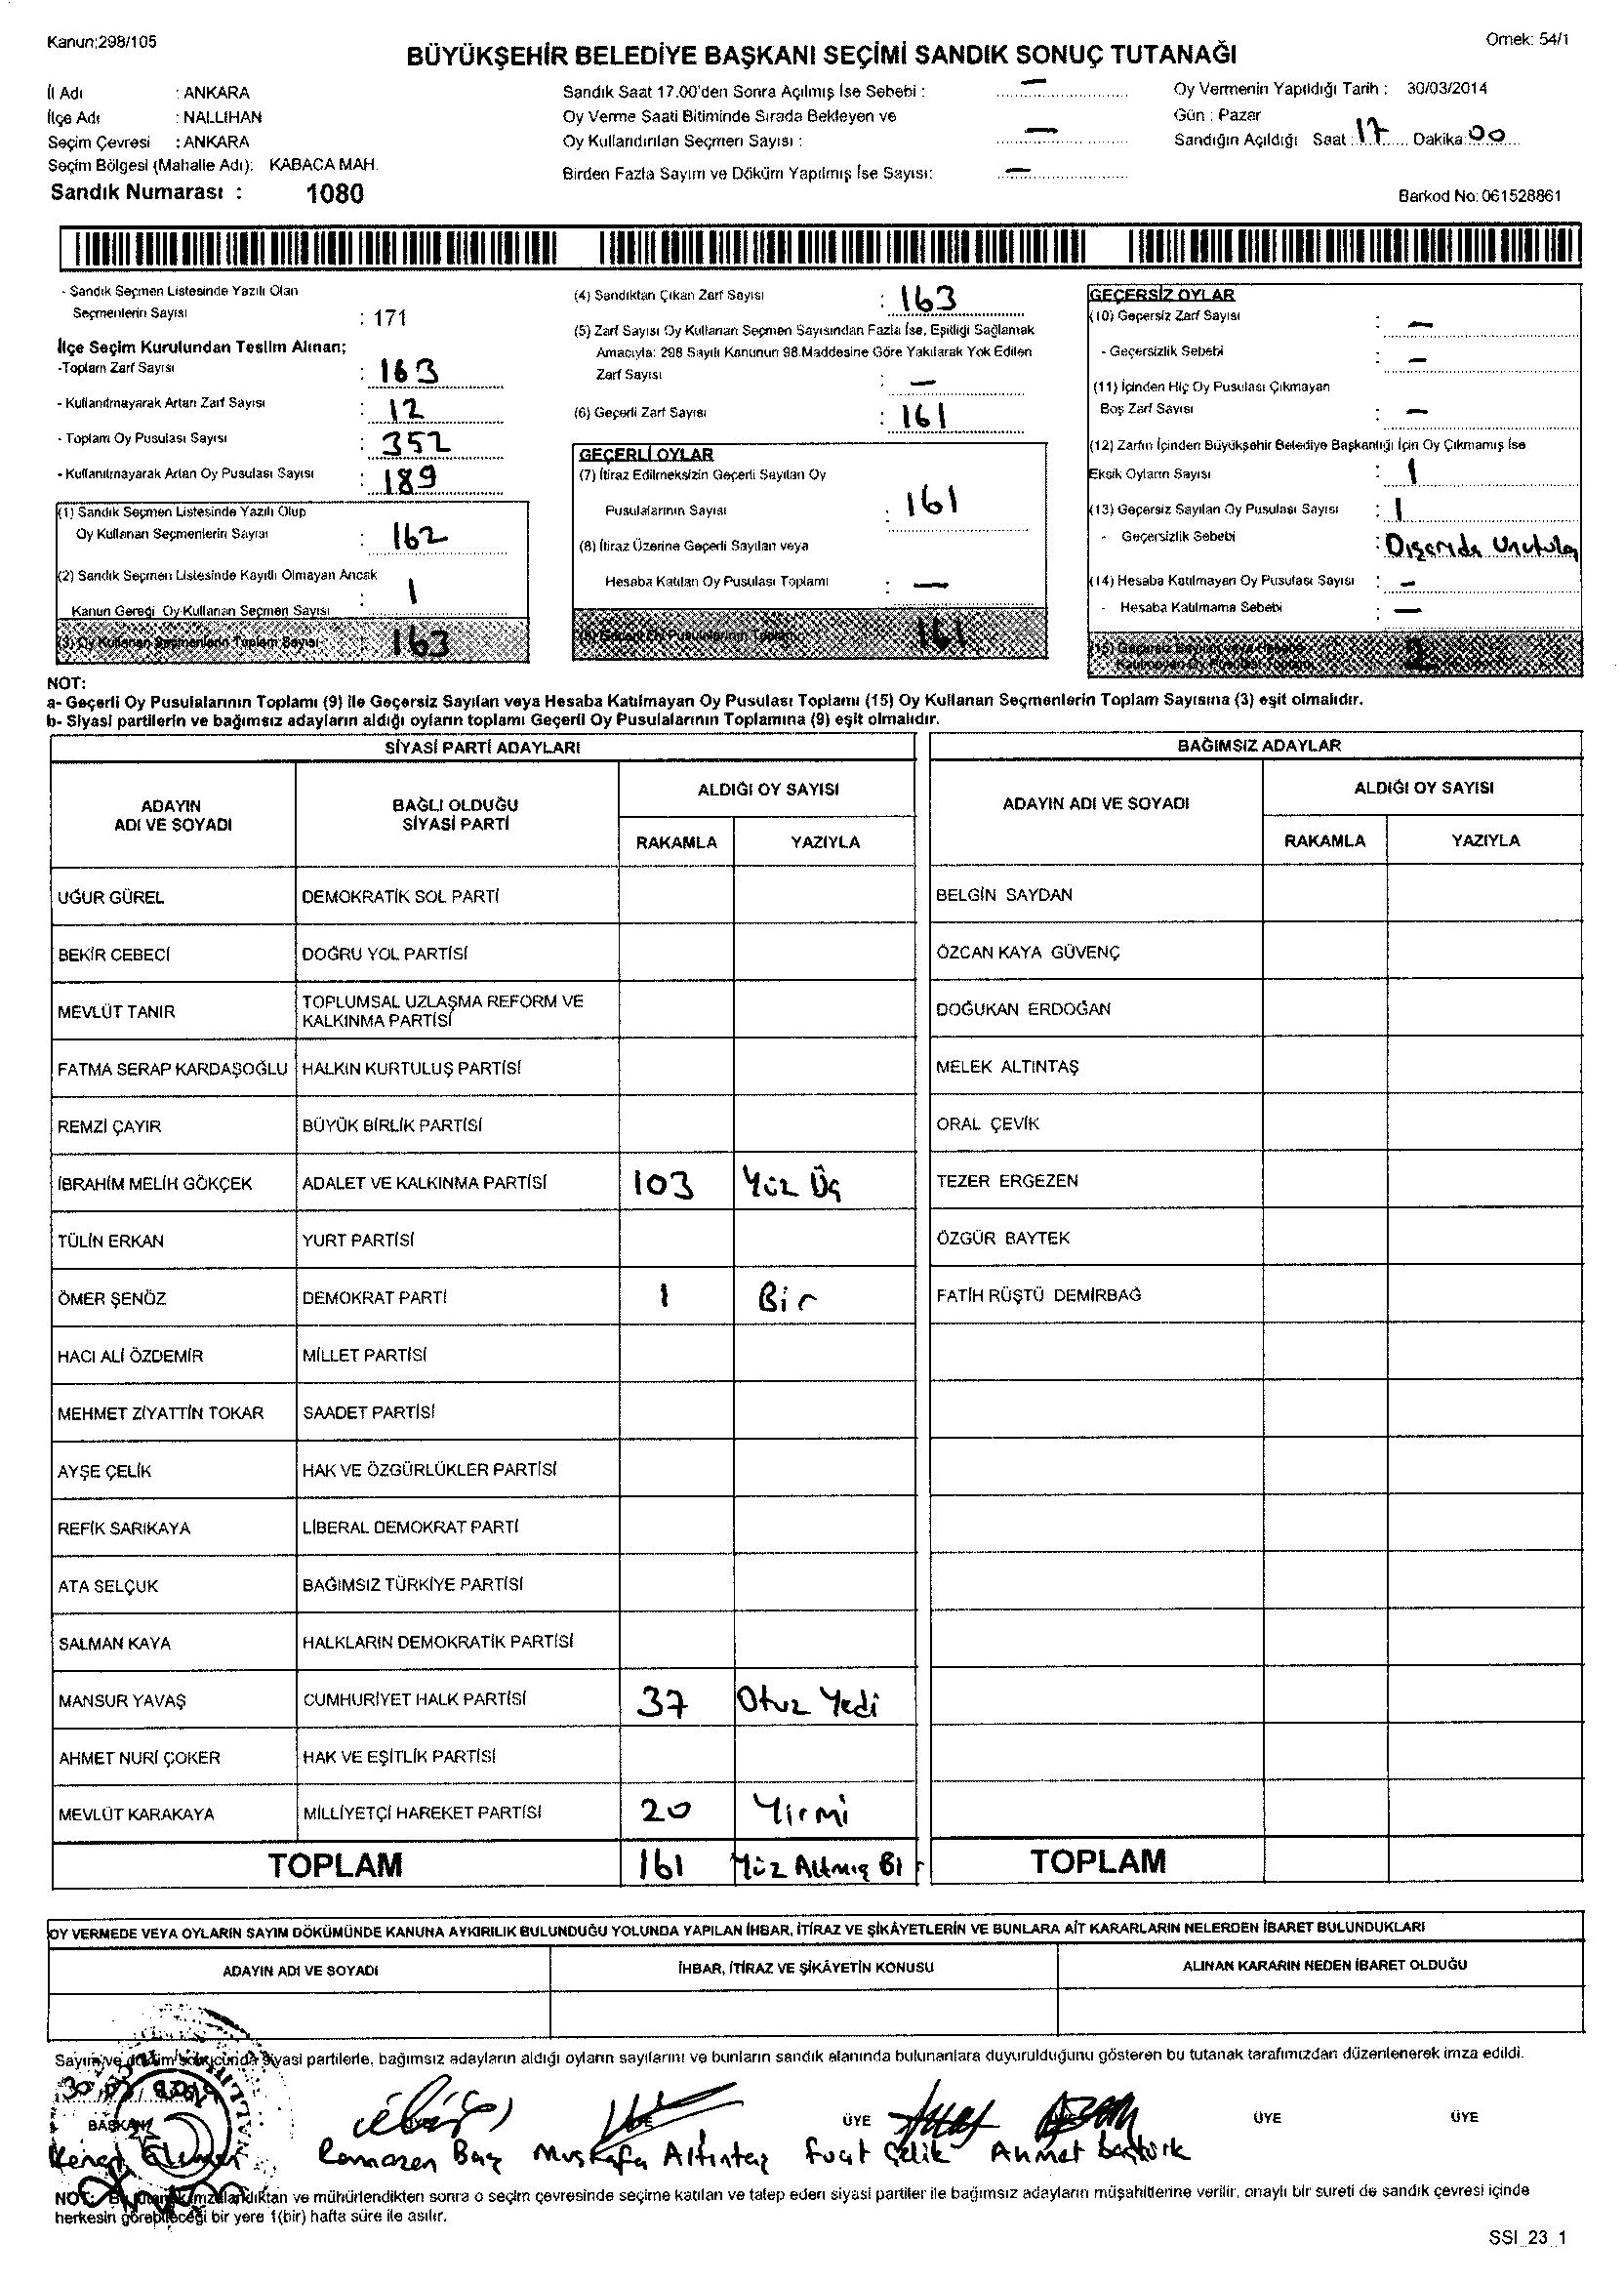 Kanun:298/105
Örnek: 54/1
BÜYÜKŞEHİR BELEDİYE BAŞKANI SEÇİMİ SANDIK SONUÇ TUTANAĞI
İl Adı : ANKARA
İlçe Adı : NALLIHAN
Seçim Çevresi : ANKARA
Seçim Bölgesi (Mahalle Adı): KABACA MAH.
Sandık Numarası : 1080
Sandık Saat 17.00'den Sonra Açılmış İse Sebebi : –
Oy Verme Saati Bitiminde Sırada Bekleyen ve
Oy Kullandırılan Seçmen Sayısı : –
Birden Fazla Sayım ve Döküm Yapılmış İse Sayısı: –
Oy Vermenin Yapıldığı Tarih : 30/03/2014
Gün : Pazar
Sandığın Açıldığı Saat : 17 Dakika: 00
Barkod No: 061528861
- Sandık Seçmen Listesinde Yazılı Olan
Seçmenlerin Sayısı : 171
İlçe Seçim Kurulundan Teslim Alınan;
-Toplam Zarf Sayısı : 163
- Kullanılmayarak Artan Zarf Sayısı : 12
- Toplam Oy Pusulası Sayısı : 352
- Kullanılmayarak Artan Oy Pusulası Sayısı : 189
(1) Sandık Seçmen Listesinde Yazılı Olup
Oy Kullanan Seçmenlerin Sayısı : 162
(2) Sandık Seçmen Listesinde Kayıtlı Olmayan Ancak
Kanun Gereği Oy Kullanan Seçmen Sayısı : 1
(3) Oy Kullanan Seçmenlerin Toplam Sayısı : 163
(4) Sandıktan Çıkan Zarf Sayısı : 163
(5) Zarf Sayısı Oy Kullanan Seçmen Sayısından Fazla İse, Eşitliği Sağlamak
Amacıyla: 298 Sayılı Kanunun 98.Maddesine Göre Yakılarak Yok Edilen
Zarf Sayısı : –
(6) Geçerli Zarf Sayısı : 161
GEÇERLİ OYLAR
(7) İtiraz Edilmeksizin Geçerli Sayılan Oy
Pusulalarının Sayısı : 161
(8) İtiraz Üzerine Geçerli Sayılan veya
Hesaba Katılan Oy Pusulası Toplamı : –
(9) Geçerli Oy Pusulalarının Toplamı 161
GEÇERSİZ OYLAR
(10) Geçersiz Zarf Sayısı : –
- Geçersizlik Sebebi : –
(11) İçinden Hiç Oy Pusulası Çıkmayan
Boş Zarf Sayısı : –
(12) Zarfın İçinden Büyükşehir Belediye Başkanlığı İçin Oy Çıkmamış İse
Eksik Oyların Sayısı : 1
(13) Geçersiz Sayılan Oy Pusulası Sayısı : 1
- Geçersizlik Sebebi : Dışarıda Unutulaş
(14) Hesaba Katılmayan Oy Pusulası Sayısı : –
- Hesaba Katılmama Sebebi : –
(15) Geçersiz Sayılan veya Hesaba
Katılmayan Oy Pusulası Toplamı 2
NOT:
a- Geçerli Oy Pusulalarının Toplamı (9) ile Geçersiz Sayılan veya Hesaba Katılmayan Oy Pusulası Toplamı (15) Oy Kullanan Seçmenlerin Toplam Sayısına (3) eşit olmalıdır.
b- Siyasi partilerin ve bağımsız adayların aldığı oyların toplamı Geçerli Oy Pusulalarının Toplamına (9) eşit olmalıdır.
SİYASİ PARTİ ADAYLARI
ADAYIN ADI VE SOYADI BAĞLI OLDUĞU SİYASİ PARTİ ALDIĞI OY SAYISI
RAKAMLA YAZIYLA
UĞUR GÜREL DEMOKRATİK SOL PARTİ
BEKİR CEBECİ DOĞRU YOL PARTİSİ
MEVLÜT TANIR TOPLUMSAL UZLAŞMA REFORM VE
KALKINMA PARTİSİ
FATMA SERAP KARDAŞOĞLU HALKIN KURTULUŞ PARTİSİ
REMZİ ÇAYIR BÜYÜK BİRLİK PARTİSİ
İBRAHİM MELİH GÖKÇEK ADALET VE KALKINMA PARTİSİ 103 Yüz Üç
TÜLİN ERKAN YURT PARTİSİ
ÖMER ŞENÖZ DEMOKRAT PARTİ 1 Bir
HACI ALİ ÖZDEMİR MİLLET PARTİSİ
MEHMET ZİYATTİN TOKAR SAADET PARTİSİ
AYŞE ÇELİK HAK VE ÖZGÜRLÜKLER PARTİSİ
REFİK SARIKAYA LİBERAL DEMOKRAT PARTİ
ATA SELÇUK BAĞIMSIZ TÜRKİYE PARTİSİ
SALMAN KAYA HALKLARIN DEMOKRATİK PARTİSİ
MANSUR YAVAŞ CUMHURİYET HALK PARTİSİ 37 Otuz Yedi
AHMET NURİ ÇOKER HAK VE EŞİTLİK PARTİSİ
MEVLÜT KARAKAYA MİLLİYETÇİ HAREKET PARTİSİ 20 Yirmi
TOPLAM 161 Yüz Altmış Bir
BAĞIMSIZ ADAYLAR
ADAYIN ADI VE SOYADI ALDIĞI OY SAYISI
RAKAMLA YAZIYLA
BELGİN SAYDAN
ÖZCAN KAYA GÜVENÇ
DOĞUKAN ERDOĞAN
MELEK ALTINTAŞ
ORAL ÇEVİK
TEZER ERGEZEN
ÖZGÜR BAYTEK
FATİH RÜŞTÜ DEMİRBAĞ
TOPLAM
OY VERMEDE VEYA OYLARIN SAYIM DÖKÜMÜNDE KANUNA AYKIRILIK BULUNDUĞU YOLUNDA YAPILAN İHBAR, İTİRAZ VE ŞİKÂYETLERİN VE BUNLARA AİT KARARLARIN NELERDEN İBARET BULUNDUKLARI
ADAYIN ADI VE SOYADI İHBAR, İTİRAZ VE ŞİKÂYETİN KONUSU ALINAN KARARIN NEDEN İBARET OLDUĞU
Sayım ve döküm sonucunda siyasi partilerle, bağımsız adayların aldığı oyların sayılarını ve bunların sandık alanında bulunanlara duyurulduğunu gösteren bu tutanak tarafımızdan düzenlenerek imza edildi.
BAŞKAN ÜYE ÜYE ÜYE
Ramazan Baş Mustafa Altıntaş Fuat Çelik Ahmet
NOT: Bu tutanak imzalandıktan ve mühürlendikten sonra o seçim çevresinde seçime katılan ve talep eden siyasi partiler ile bağımsız adayların müşahitlerine verilir, onaylı bir sureti de sandık çevresi içinde
herkesin görebileceği bir yere 1(bir) hafta süre ile asılır.
SSI_23_1